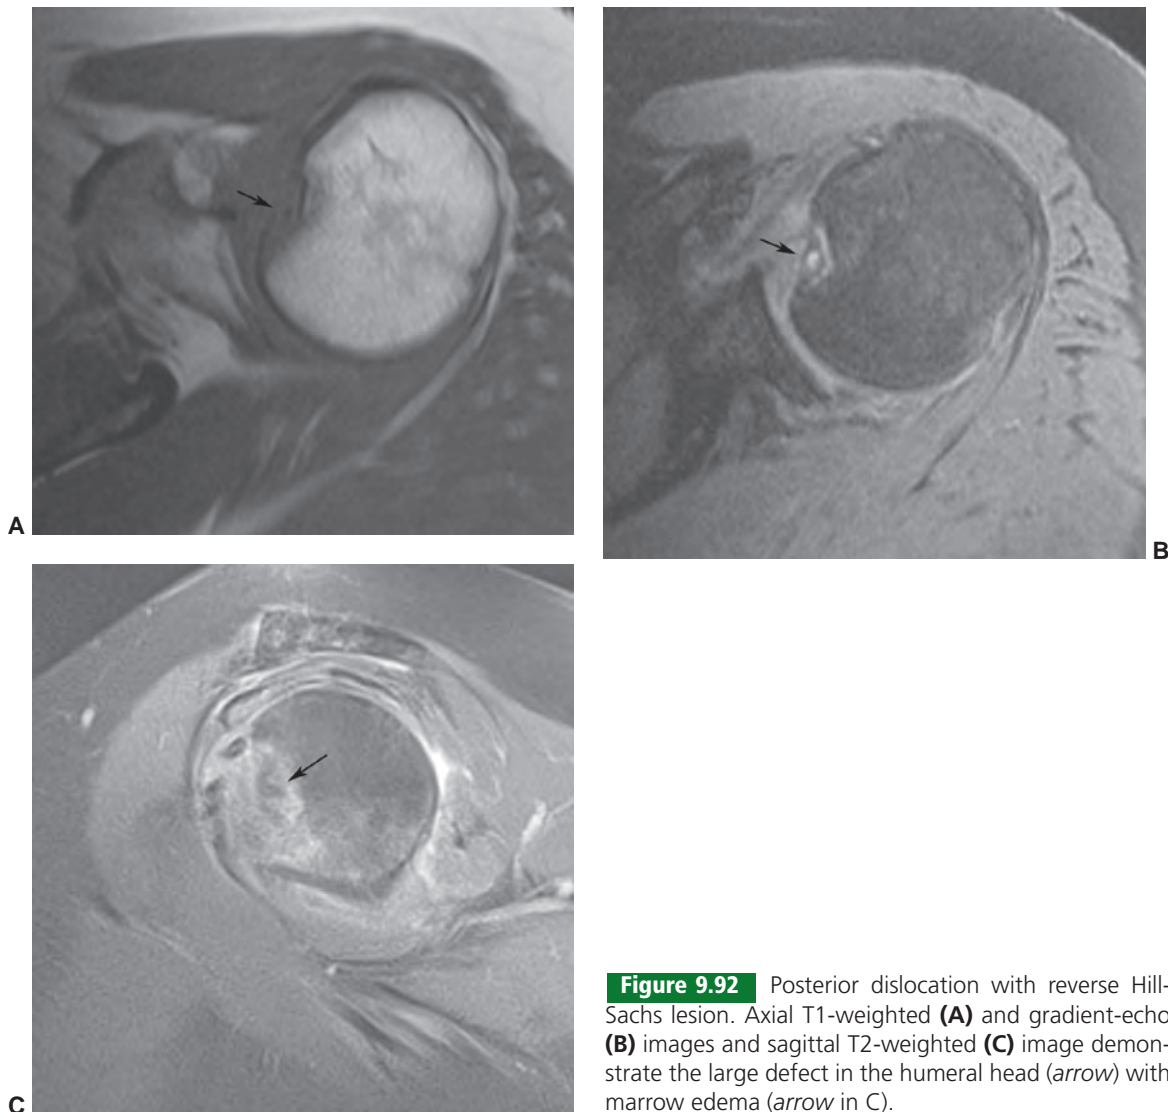 A
B
C
Figure 9.92 Posterior dislocation with reverse Hill-
Sachs lesion. Axial T1-weighted (A) and gradient-echo
(B) images and sagittal T2-weighted (C) image demon-
strate the large defect in the humeral head (arrow) with
marrow edema (arrow in C).